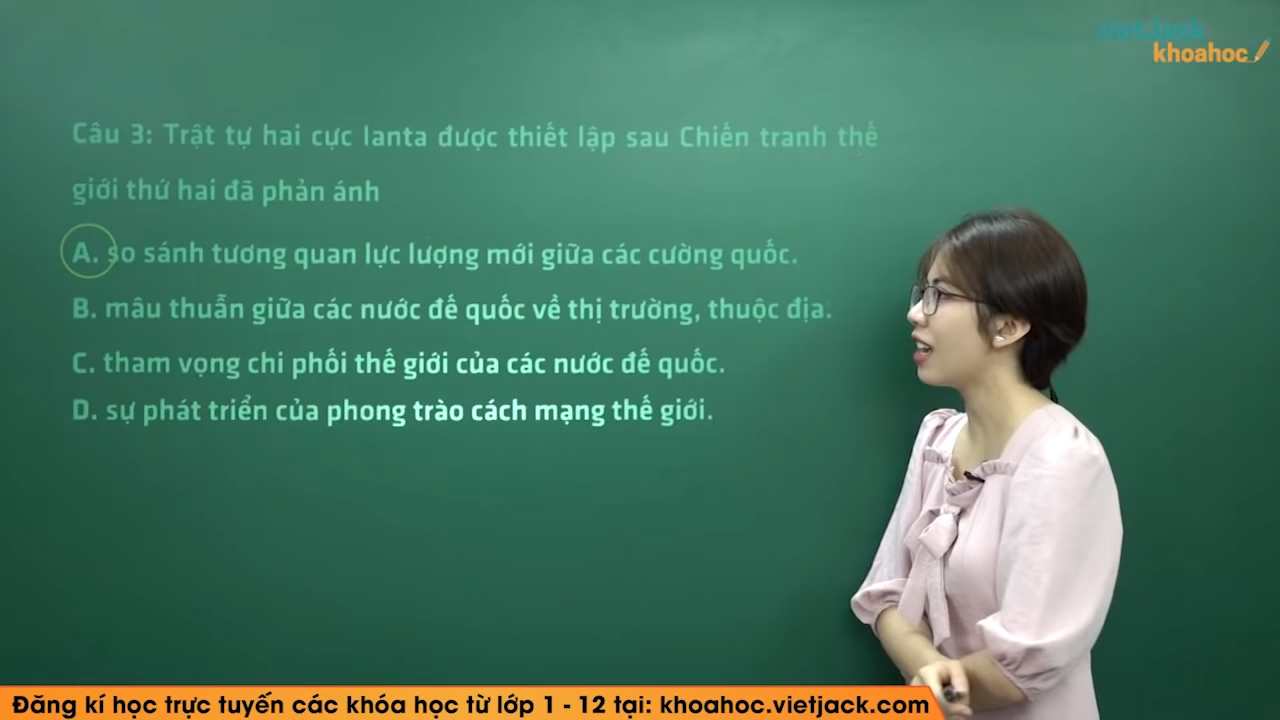 vietJack
khoahoc
Câu 3: Trật tự hai cực Ianta được thiết lập sau Chiến tranh thế
giới thứ hai đã phản ánh
A. so sánh tương quan lực lượng mới giữa các cường quốc.
B. mâu thuẫn giữa các nước đế quốc về thị trường, thuộc địa.
C. tham vọng chi phối thế giới của các nước đế quốc.
D. sự phát triển của phong trào cách mạng thế giới.
Đăng kí học trực tuyến các khóa học từ lớp 1 - 12 tại: khoahoc.vietjack.com